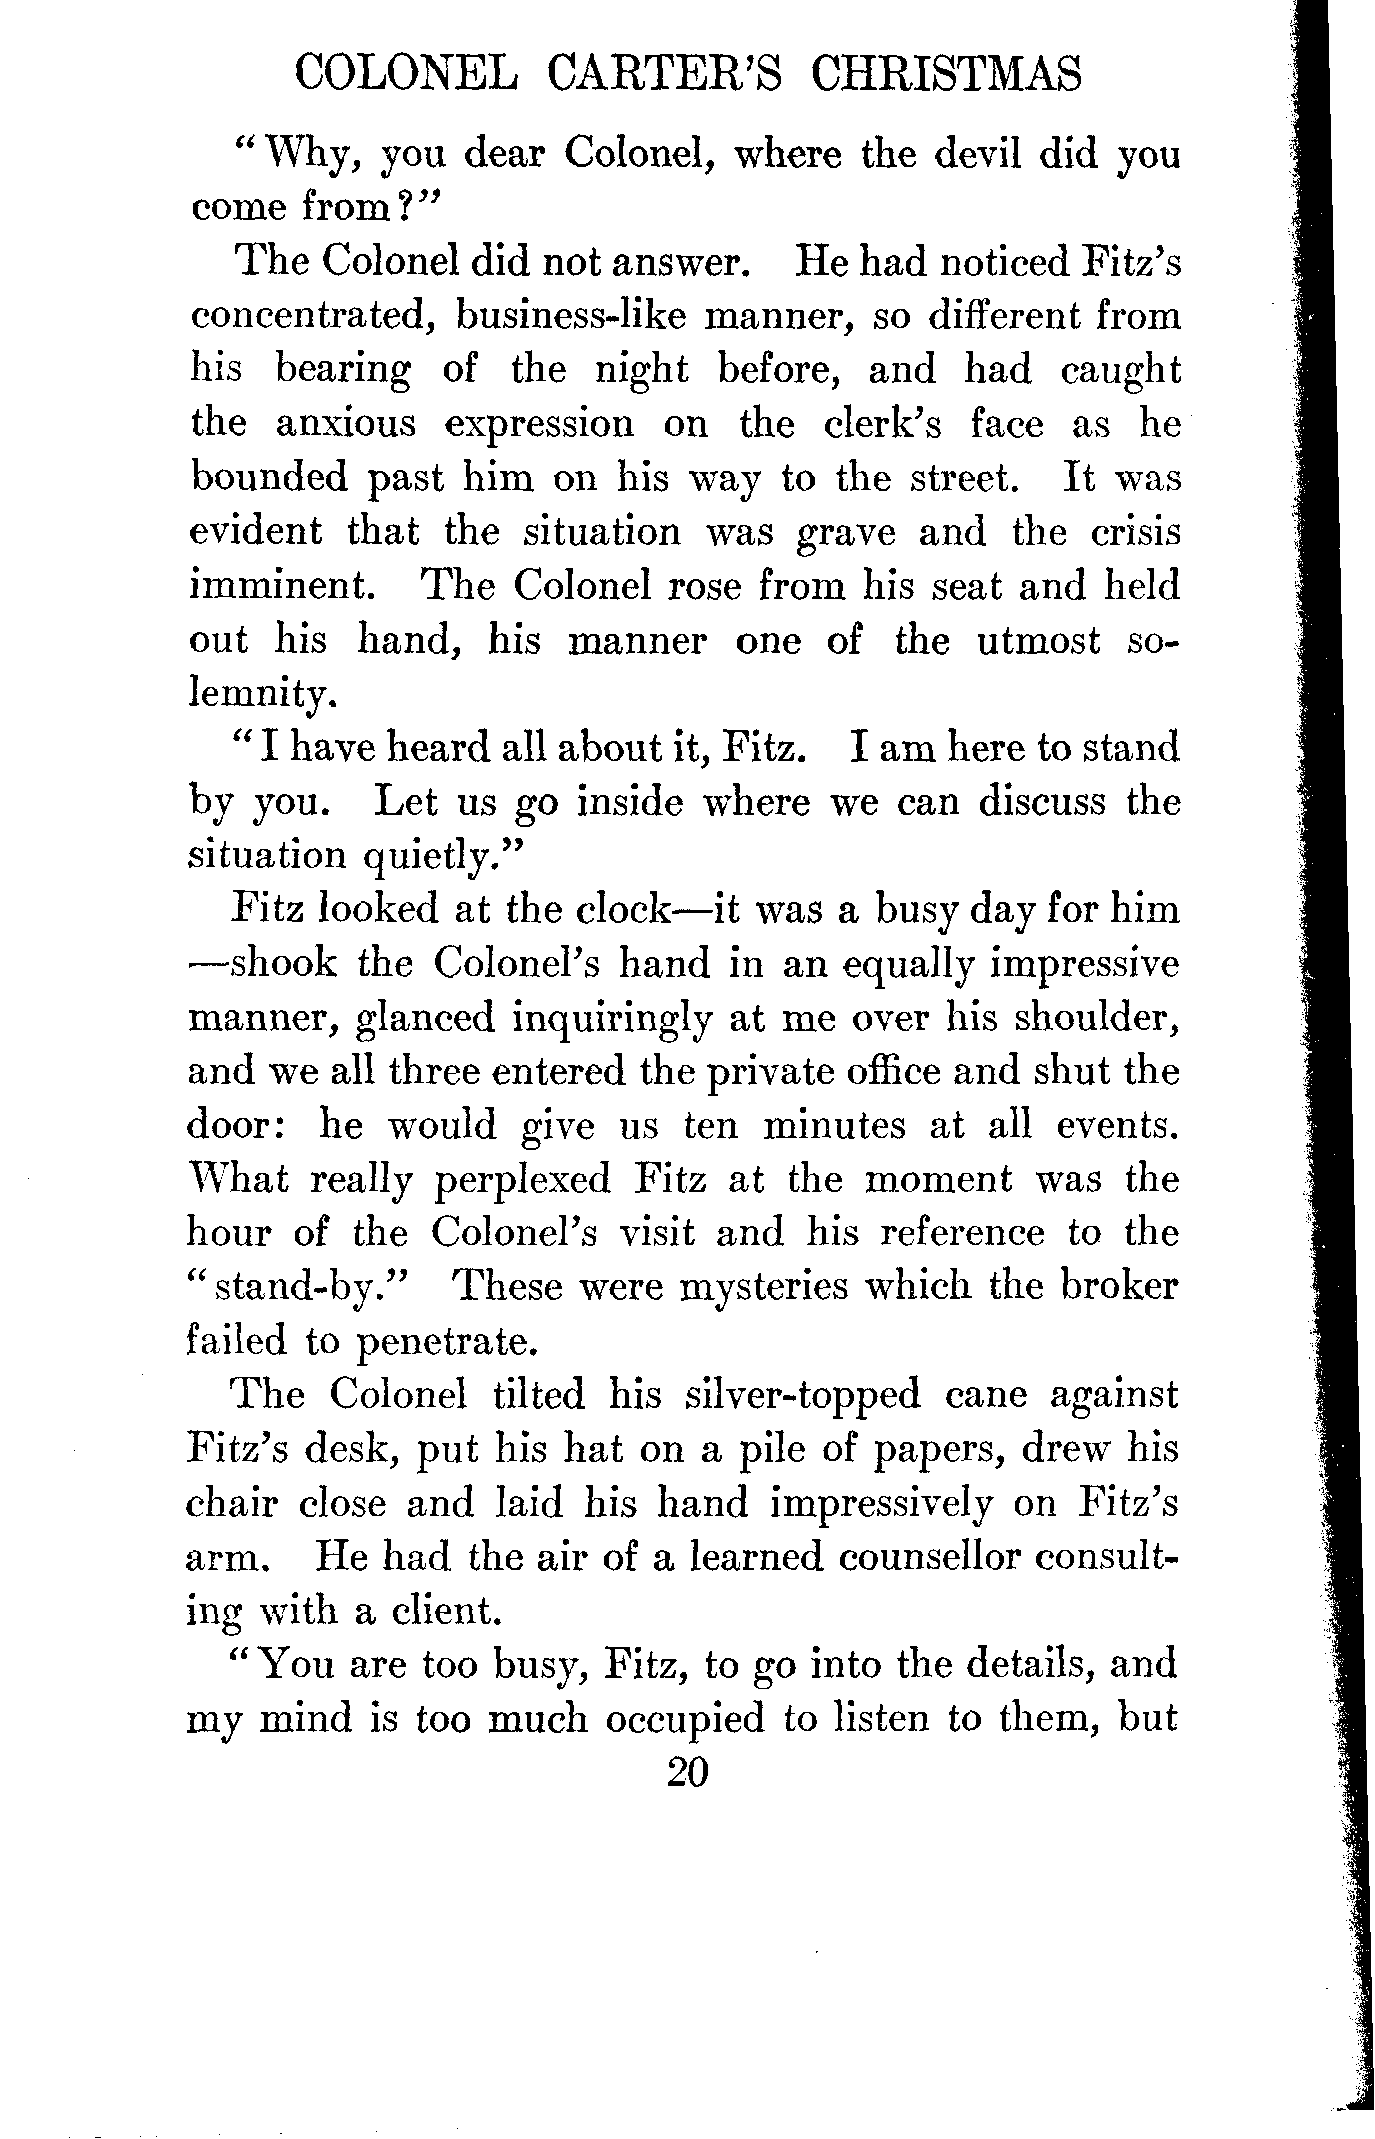 COLONEL CARTER'S CHRISTMAS
“Why, you dear Colonel, where the devil did you
come from?”
The Colonel did not answer. He had noticed Fitz’s
concentrated, business-like manner, so different from
his bearing of the night before, and had caught
the anxious expression on the clerk’s face as he
bounded past him on his way to the street. It was
evident that the situation was grave and the crisis
imminent. The Colonel rose from his seat and held
out his hand, his manner one of the utmost so-
lemnity.
“I have heard all about it, Fitz. I am here to stand
by you. Let us go inside where we can discuss the
situation quietly.”
Fitz looked at the clock—it was a busy day for him
—shook the Colonel’s hand in an equally impressive
manner, glanced inquiringly at me over his shoulder,
and we all three entered the private office and shut the
door: he would give us ten minutes at all events.
What really perplexed Fitz at the moment was the
hour of the Colonel’s visit and his reference to the
“stand-by.” These were mysteries which the broker
failed to penetrate.
The Colonel tilted his silver-topped cane against
Fitz’s desk, put his hat on a pile of papers, drew his
chair close and laid his hand impressively on Fitz’s
arm. He had the air of a learned counsellor consult-
ing with a client.
“You are too busy, Fitz, to go into the details, and
my mind is too much occupied to listen to them, but
20